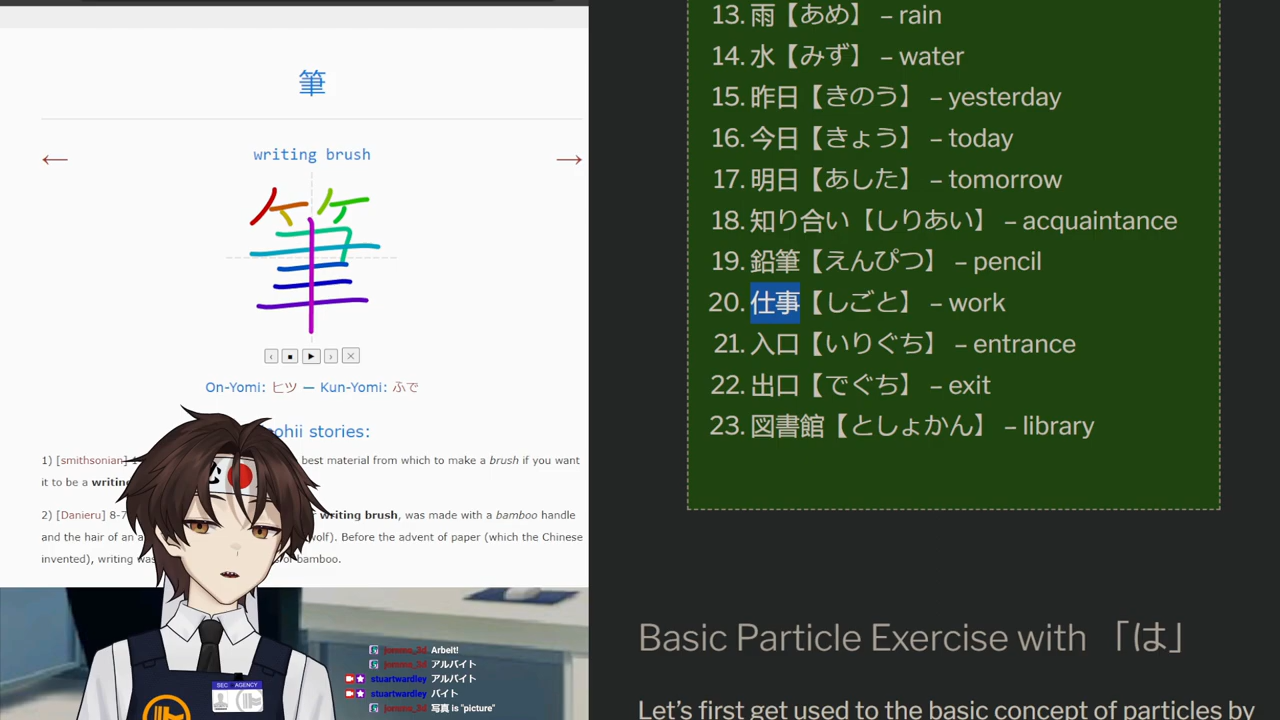 筆
←
writing brush
→
On-Yomi: ヒツ — Kun-Yomi: ふで
stories:
1) [smithsonian] best material from which to make a brush if you want
it to be a
2) [Danieru] 8-7 writing brush, was made with a bamboo handle
and the hair of an Before the advent of paper (which the Chinese
invented), writing bamboo.
SEC AGENCY
Arbeit!
アルバイト
stuartwardley アルバイト
stuartwardley バイト
写真 is "picture"
13. 雨【あめ】 – rain
14. 水【みず】 – water
15. 昨日【きのう】 – yesterday
16. 今日【きょう】 – today
17. 明日【あした】 – tomorrow
18. 知り合い【しりあい】 – acquaintance
19. 鉛筆【えんぴつ】 – pencil
20. 仕事【しごと】 – work
21. 入口【いりぐち】 – entrance
22. 出口【でぐち】 – exit
23. 図書館【としょかん】 – library
Basic Particle Exercise with 「は」
Let's first get used to the basic concept of particles by